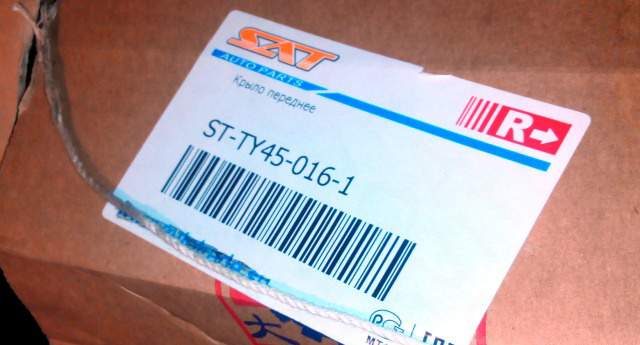 SAT
AUTO PARTS
Крыло переднее
R
ST-TY45-016-1